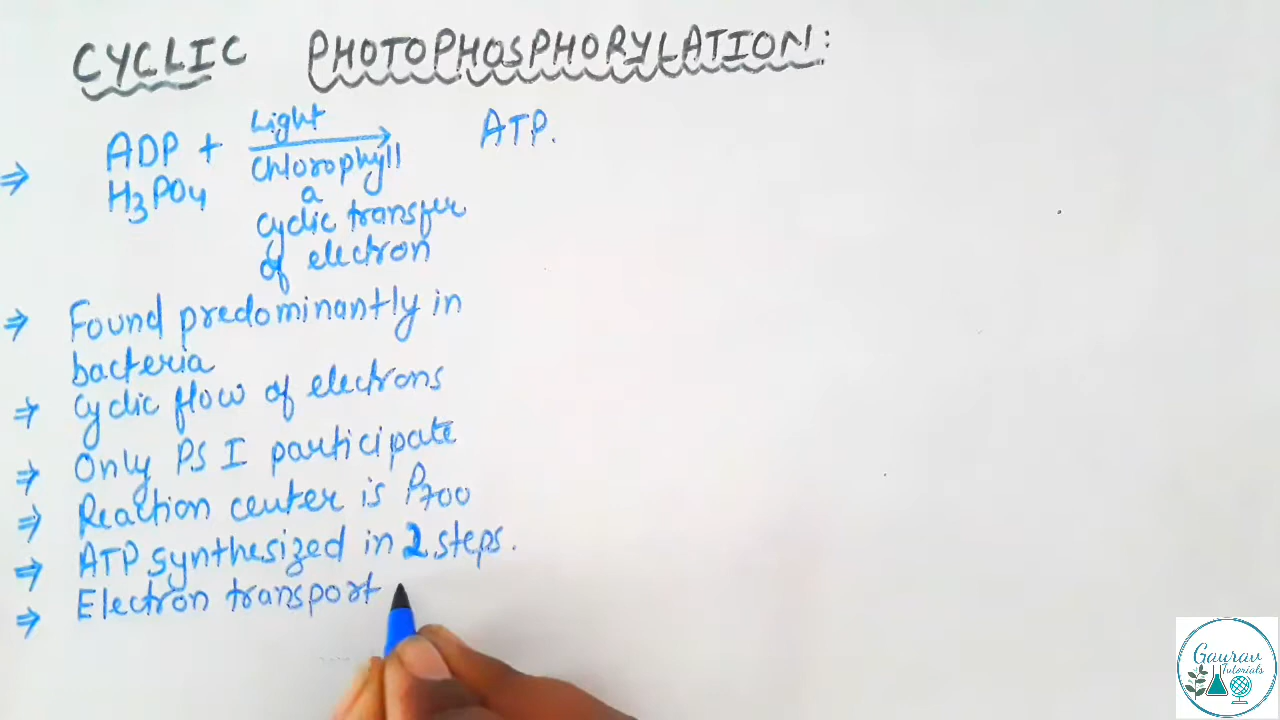 CYCLIC PHOTOPHOSPHORYLATION:
⇒ ADP + Light → ATP.
H3PO4 Chlorophyll
a
cyclic transfer
of electron
⇒ Found predominantly in
bacteria
⇒ Cyclic flow of electrons
⇒ Only PS I participate
⇒ Reaction center is P700
⇒ ATP synthesized in 2 steps.
⇒ Electron transport
Gaurav
Tutorials